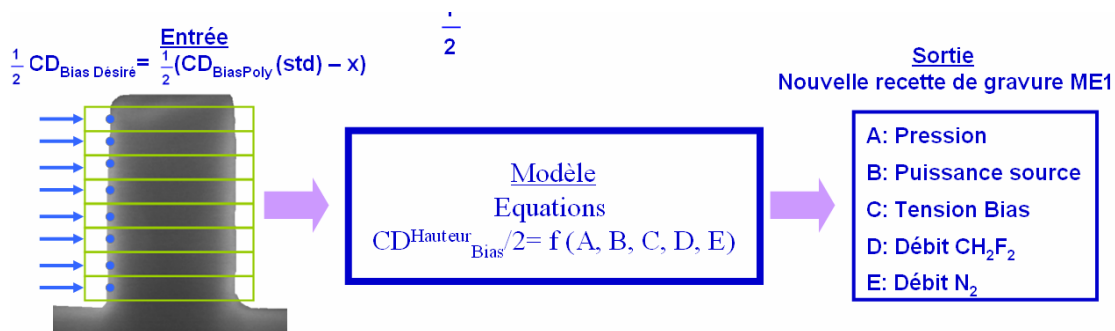 1/2
Entrée
½ CD_Bias Désiré = ½(CD_BiasPoly (std) – x)
Modèle
Equations
CD^Hauteur_Bias/2= f (A, B, C, D, E)
Sortie
Nouvelle recette de gravure ME1
A: Pression
B: Puissance source
C: Tension Bias
D: Débit CH₂F₂
E: Débit N₂